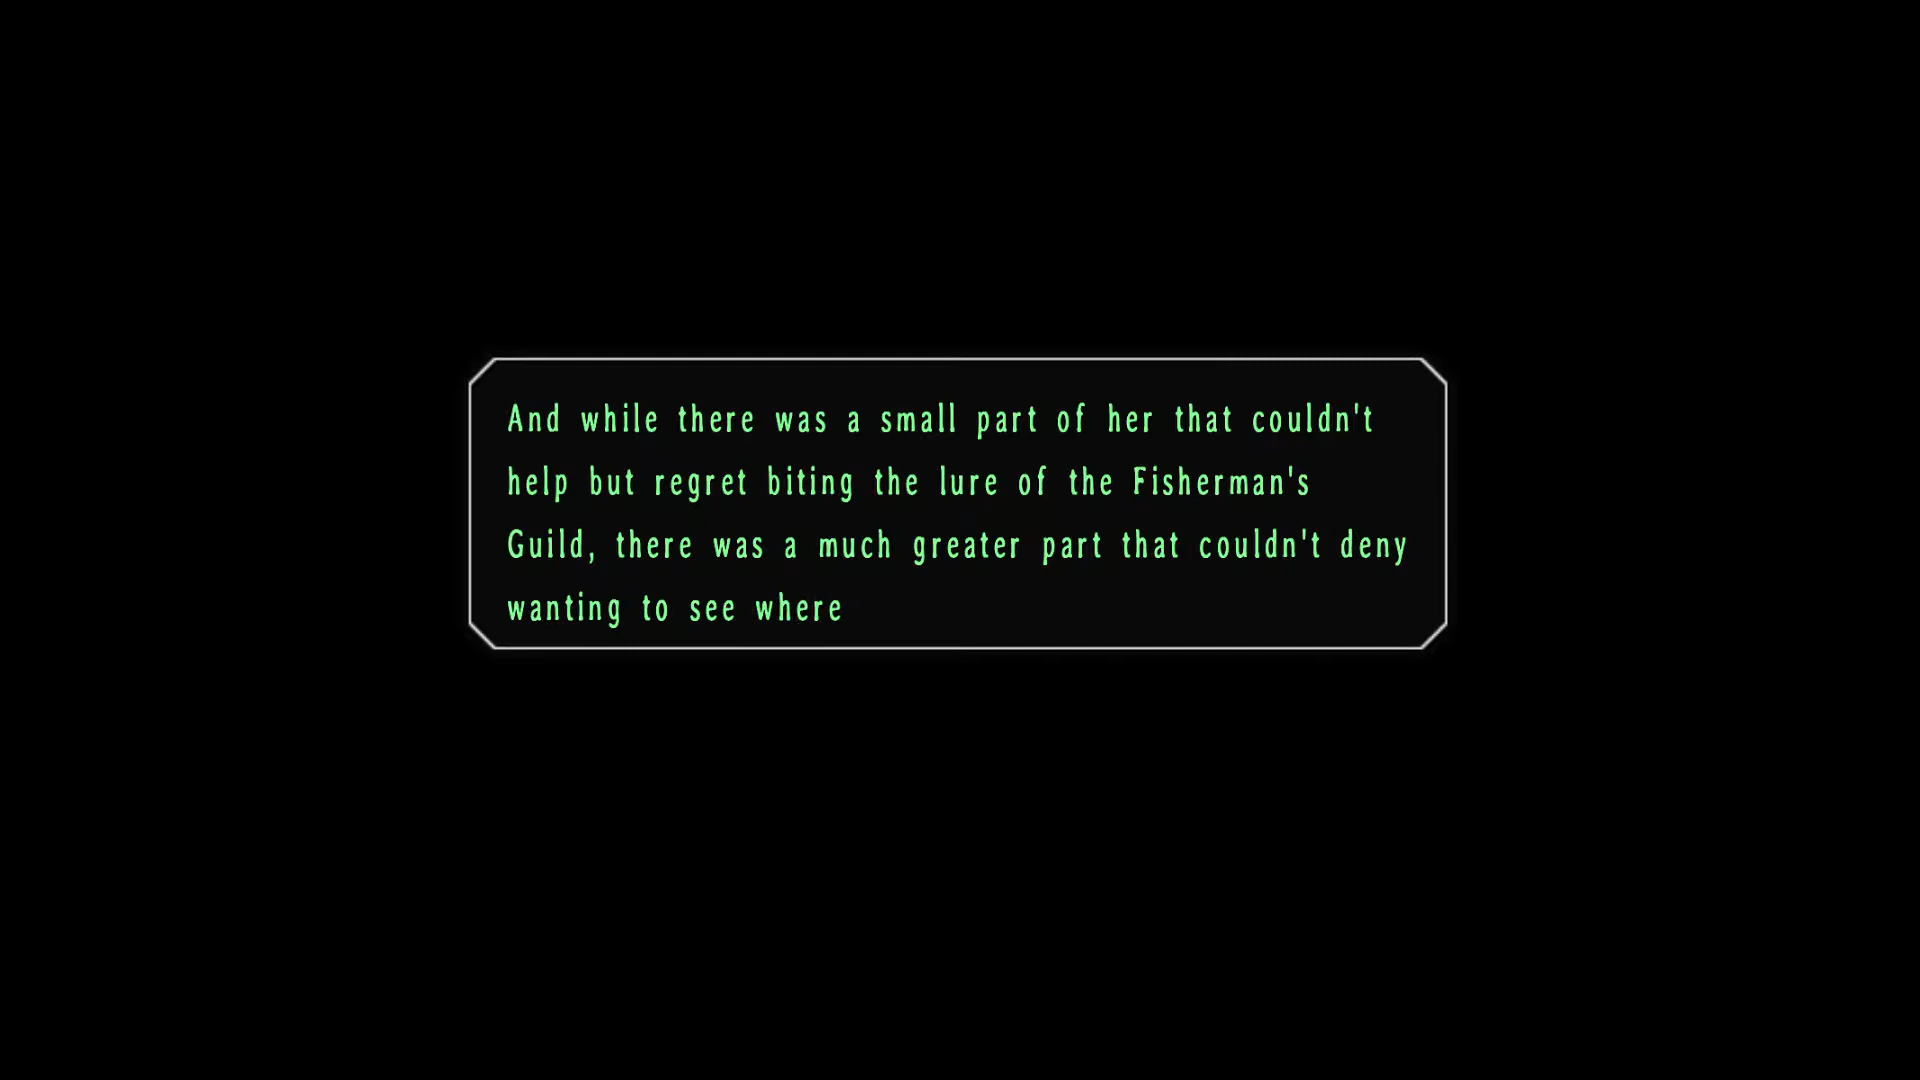 And while there was a small part of her that couldn't
help but regret biting the lure of the Fisherman's
Guild, there was a much greater part that couldn't deny
wanting to see where